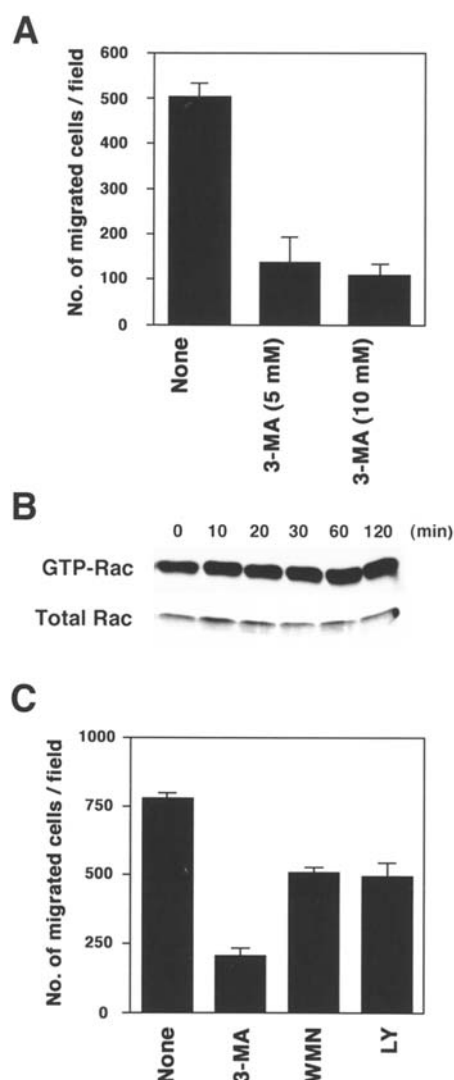 A
No. of migrated cells / field
600
500
400
300
200
100
0
None
3-MA (5 mM)
3-MA (10 mM)
B
0 10 20 30 60 120 (min)
GTP-Rac
Total Rac
C
No. of migrated cells / field
1000
750
500
250
0
None
3-MA
WMN
LY